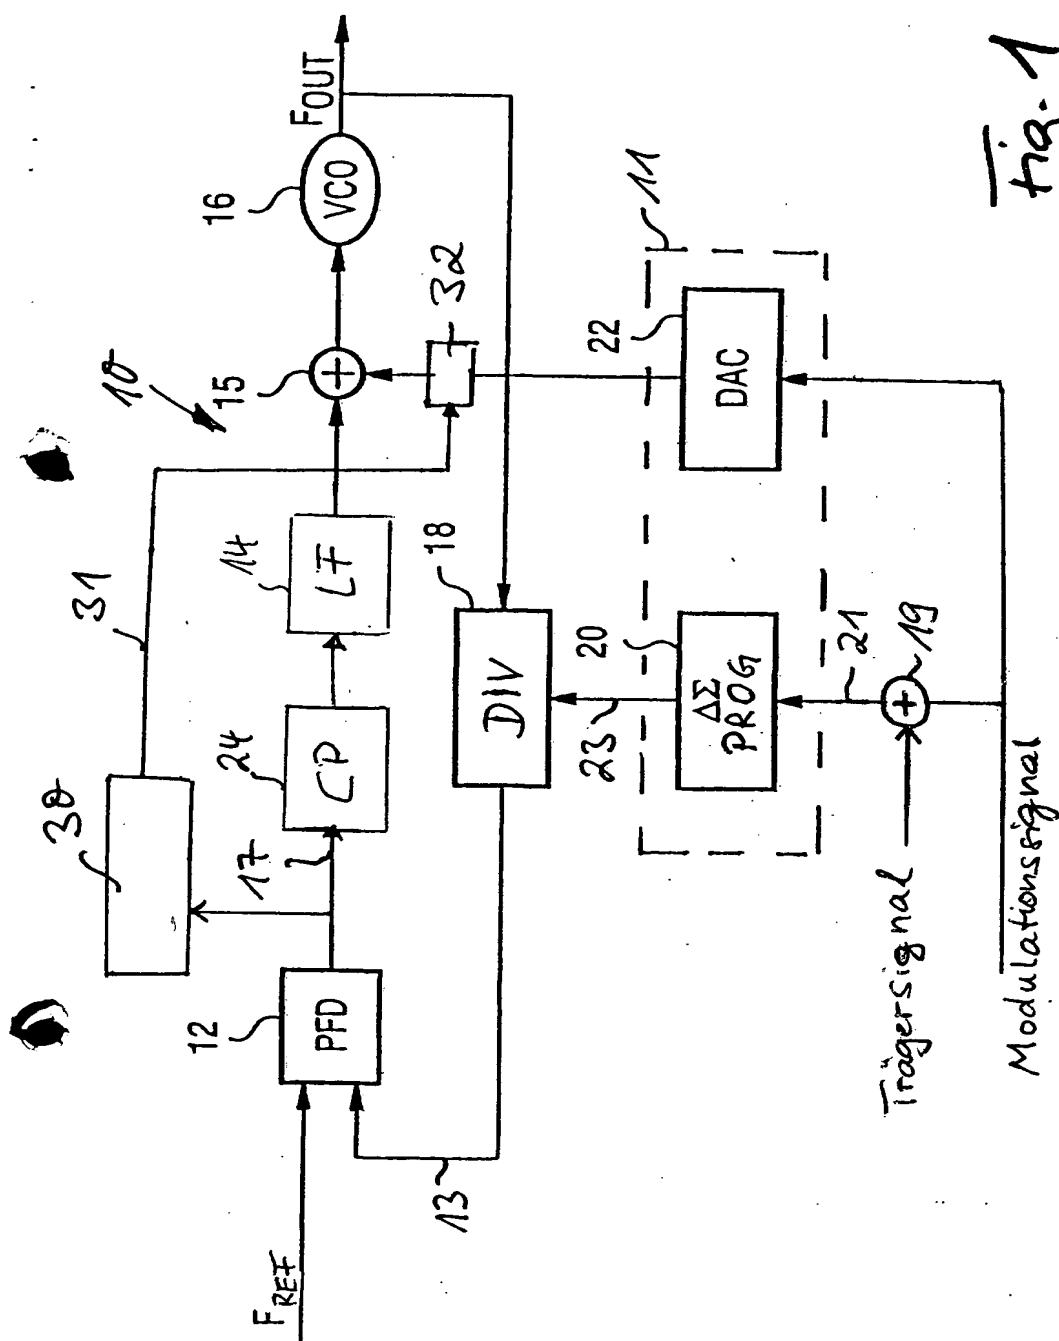 Fig. 1
10
30
31
F_REF
12
PFD
17
24
CP
14
LF
15
+
16
VCO
F_OUT
32
13
18
DIV
23
20
ΔΣ
PROG
22
DAC
11
21
19
+
Trägersignal
Modulationssignal